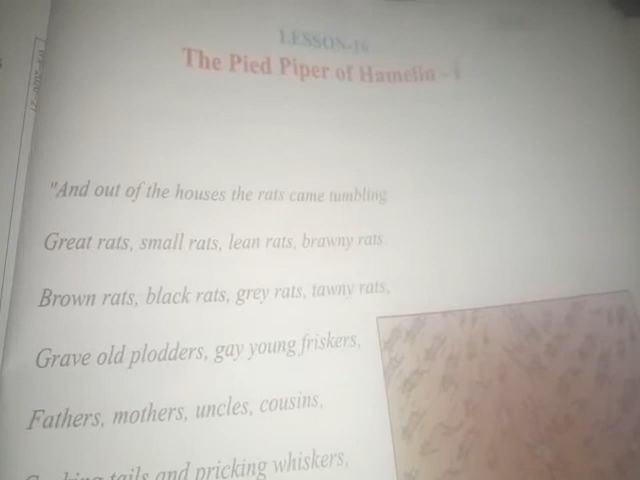 LESSON-16
The Pied Piper of Hamelin - I
"And out of the houses the rats came tumbling
Great rats, small rats, lean rats, brawny rats
Brown rats, black rats, grey rats, tawny rats,
Grave old plodders, gay young friskers,
Fathers, mothers, uncles, cousins,
tails and pricking whiskers,